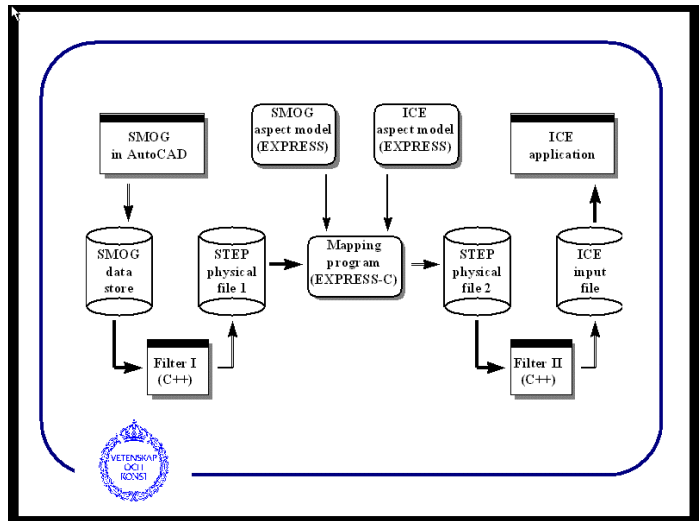 SMOG
aspect model
(EXPRESS)
ICE
aspect model
(EXPRESS)
SMOG
in AutoCAD
ICE
application
SMOG
data
store
STEP
physical
file 1
Mapping
program
(EXPRESS-C)
STEP
physical
file 2
ICE
input
file
Filter I
(C++)
Filter II
(C++)
VETENSKAP
OCH
KONST